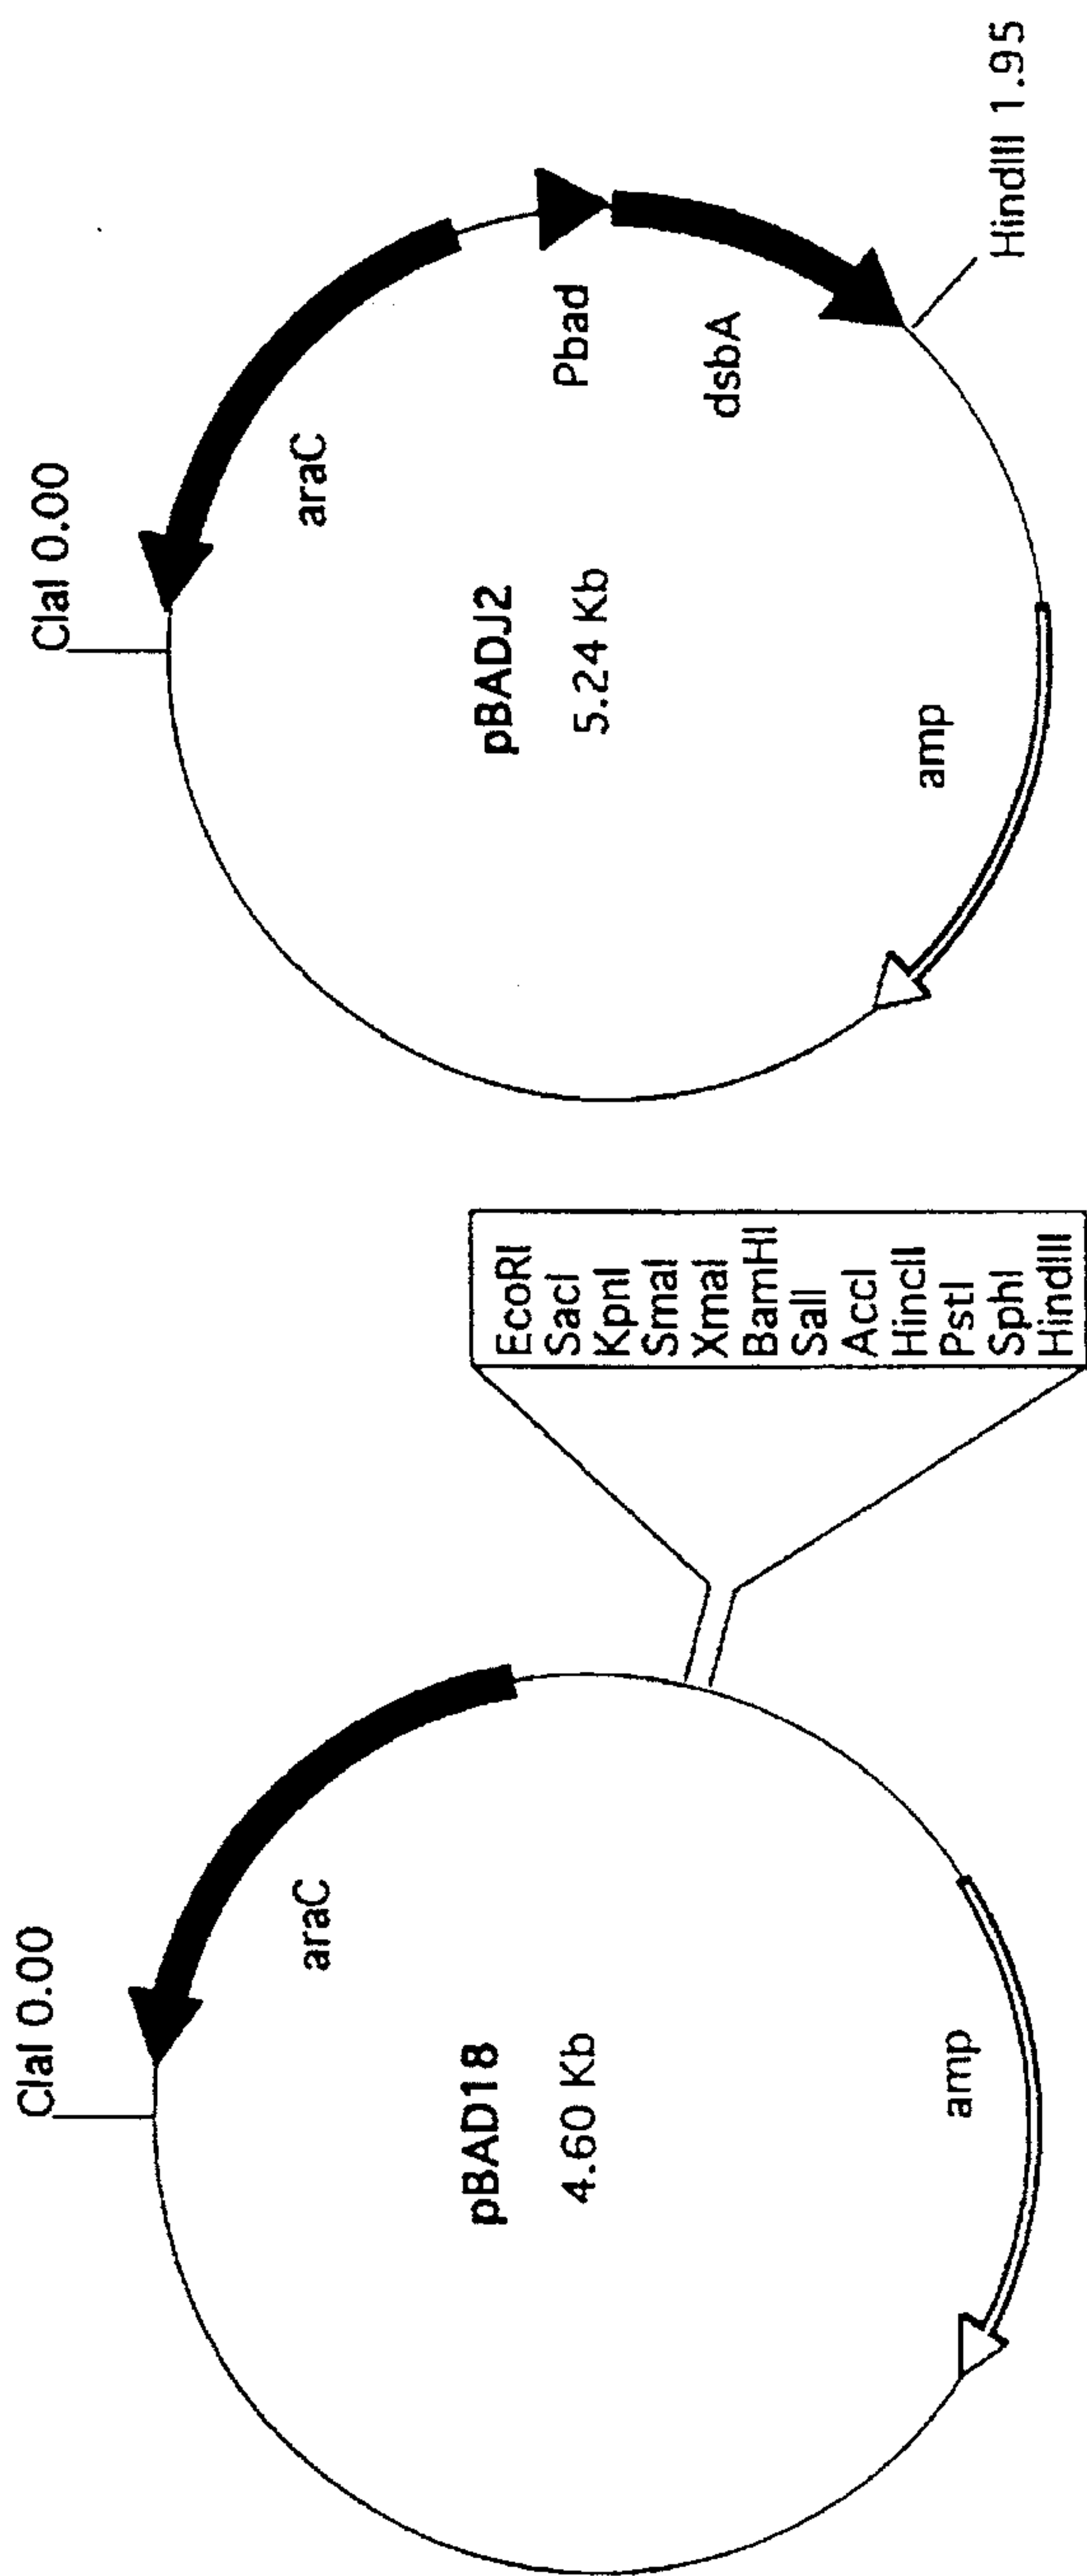 ClaI 0.00
araC
pBAD18
4.60 Kb
amp
EcoRI
SacI
KpnI
SmaI
XmaI
BamHI
SalI
AccI
HincII
PstI
SphI
HindIII
ClaI 0.00
araC
Pbad
dsbA
pBADJ2
5.24 Kb
amp
HindIII 1.95